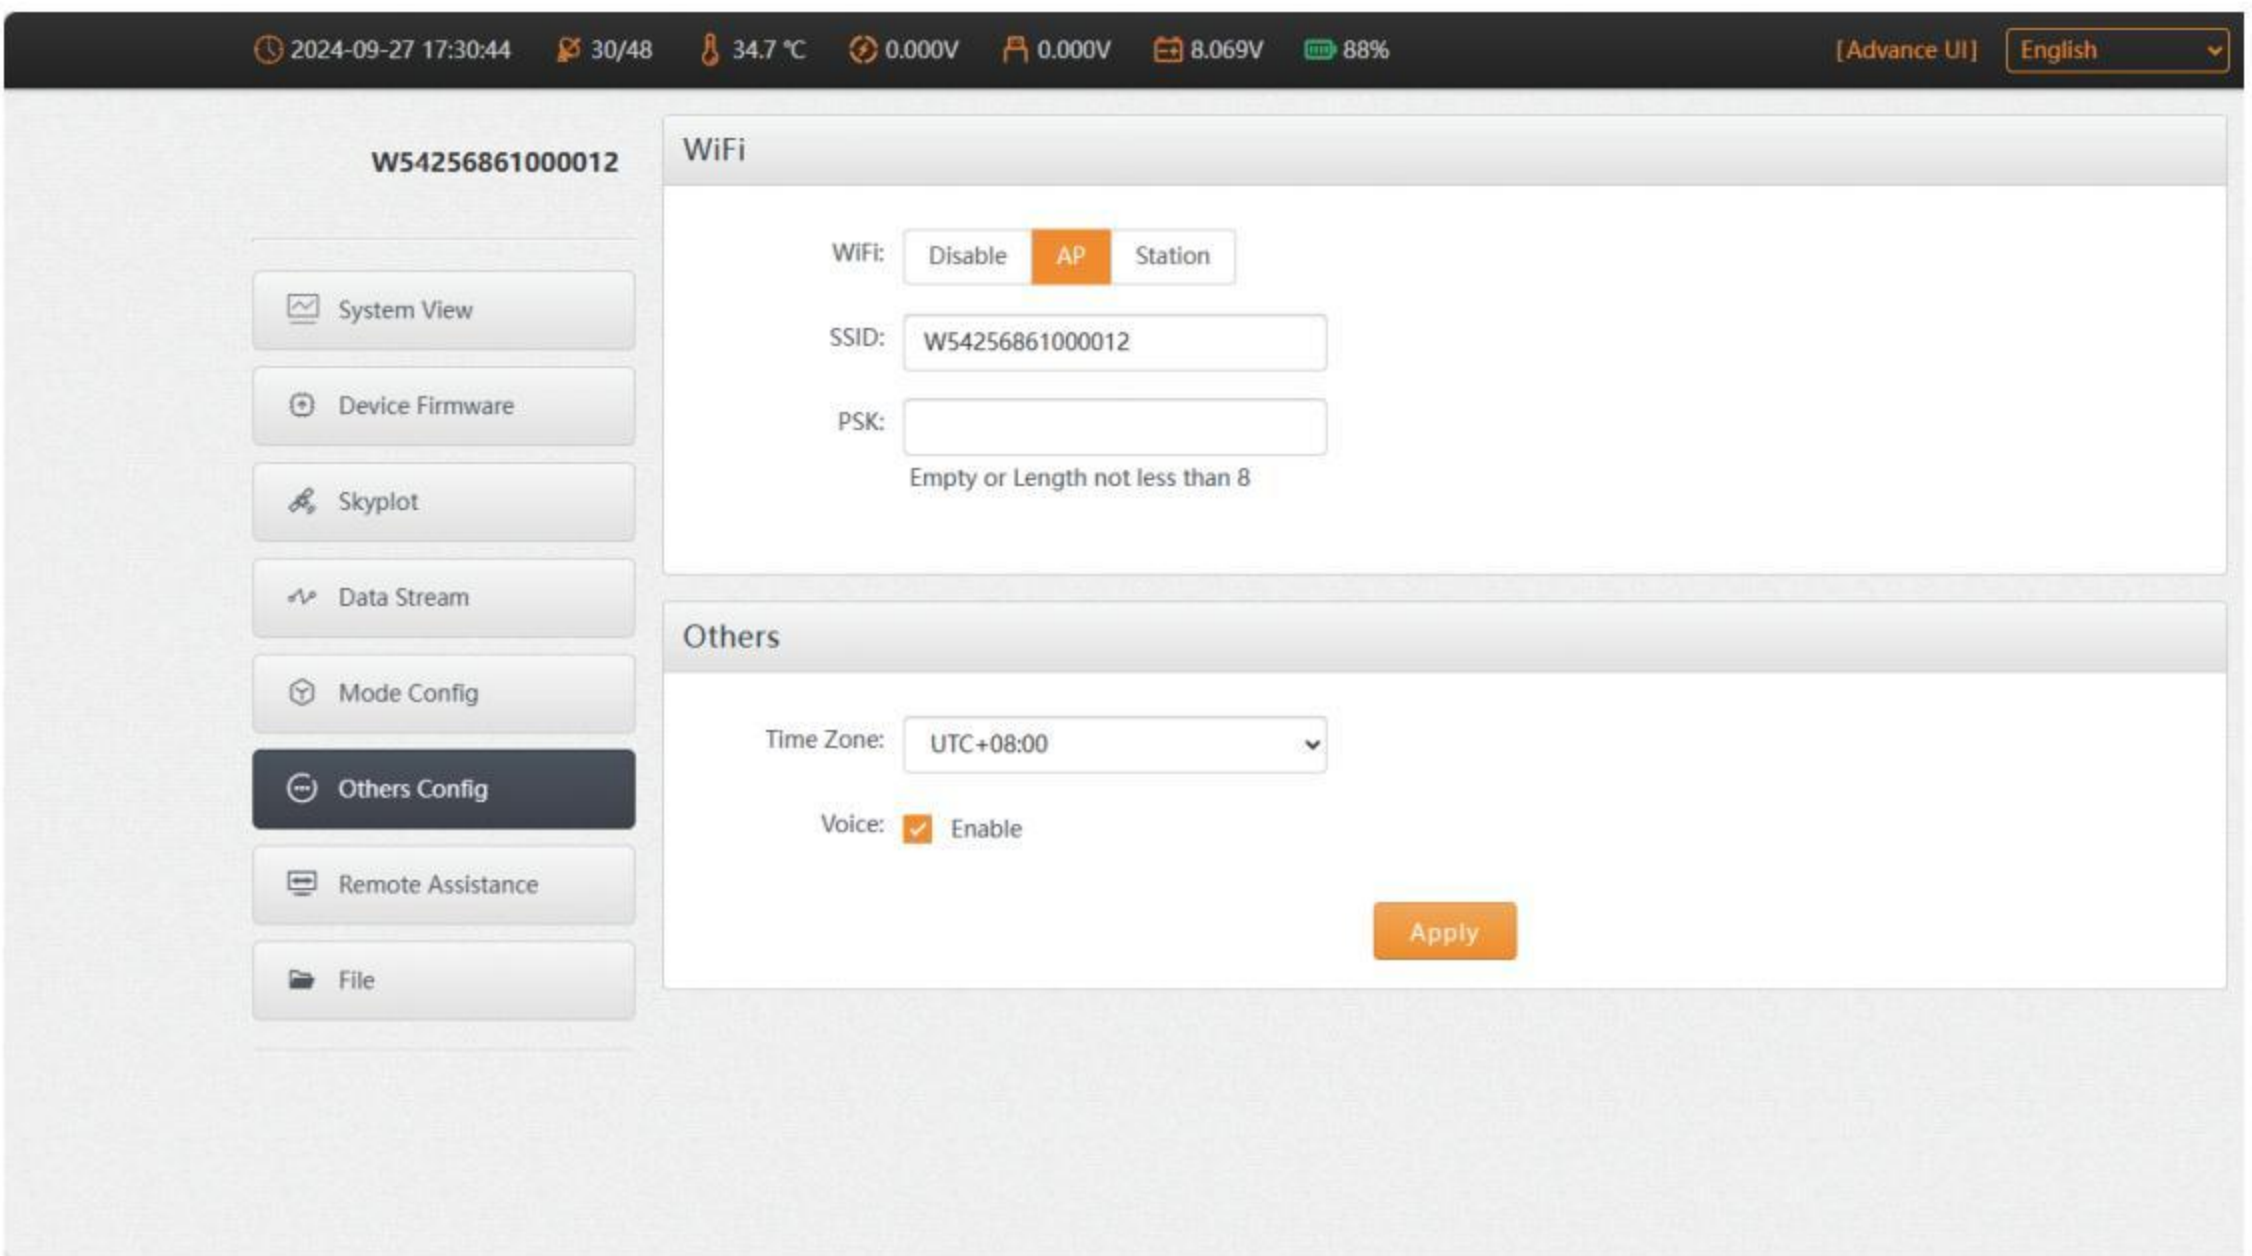 2024-09-27 17:30:44 30/48 34.7 ℃ 0.000V 0.000V 8.069V 88% [Advance UI] English
W54256861000012
System View
Device Firmware
Skyplot
Data Stream
Mode Config
Others Config
Remote Assistance
File
WiFi
WiFi: Disable AP Station
SSID: W54256861000012
PSK:
Empty or Length not less than 8
Others
Time Zone: UTC+08:00
Voice: Enable
Apply